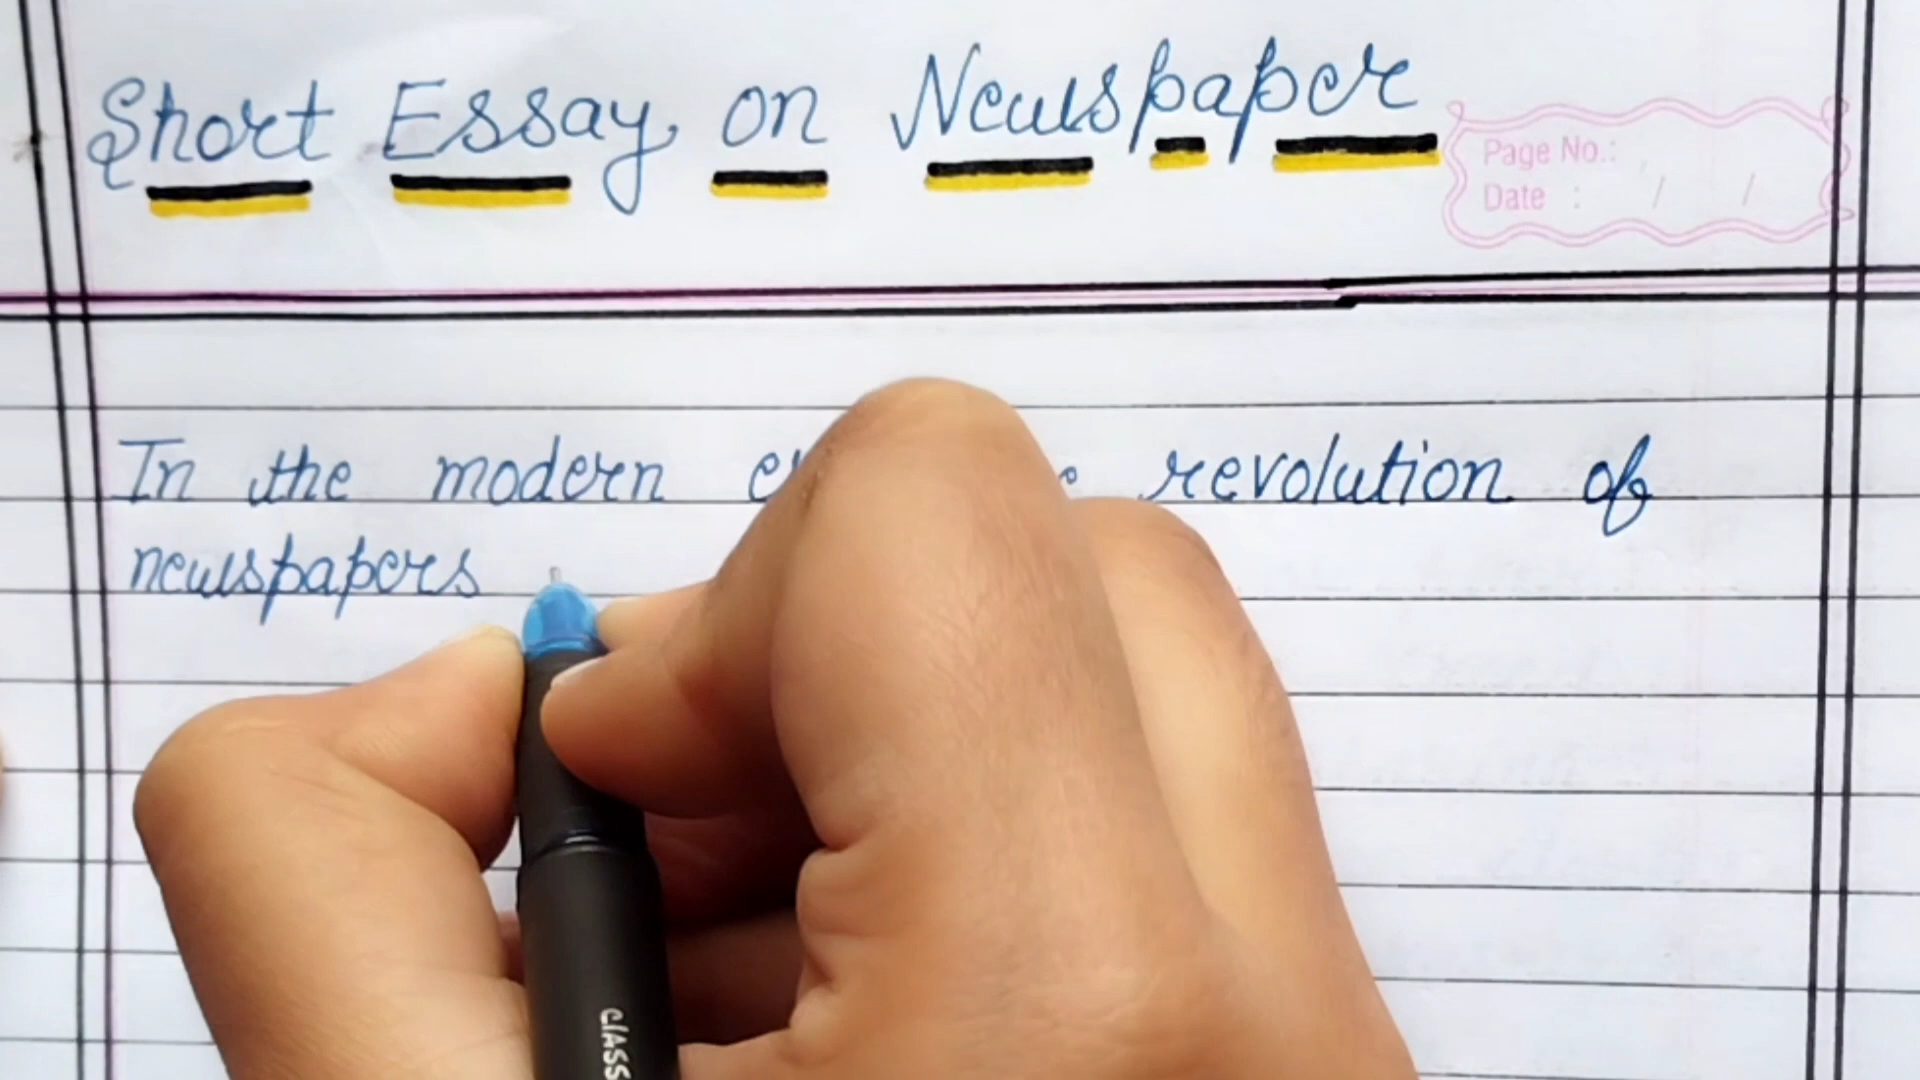 Short Essay on Newspaper
Page No.:
Date : / /
In the modern revolution of
newspapers
CLASS